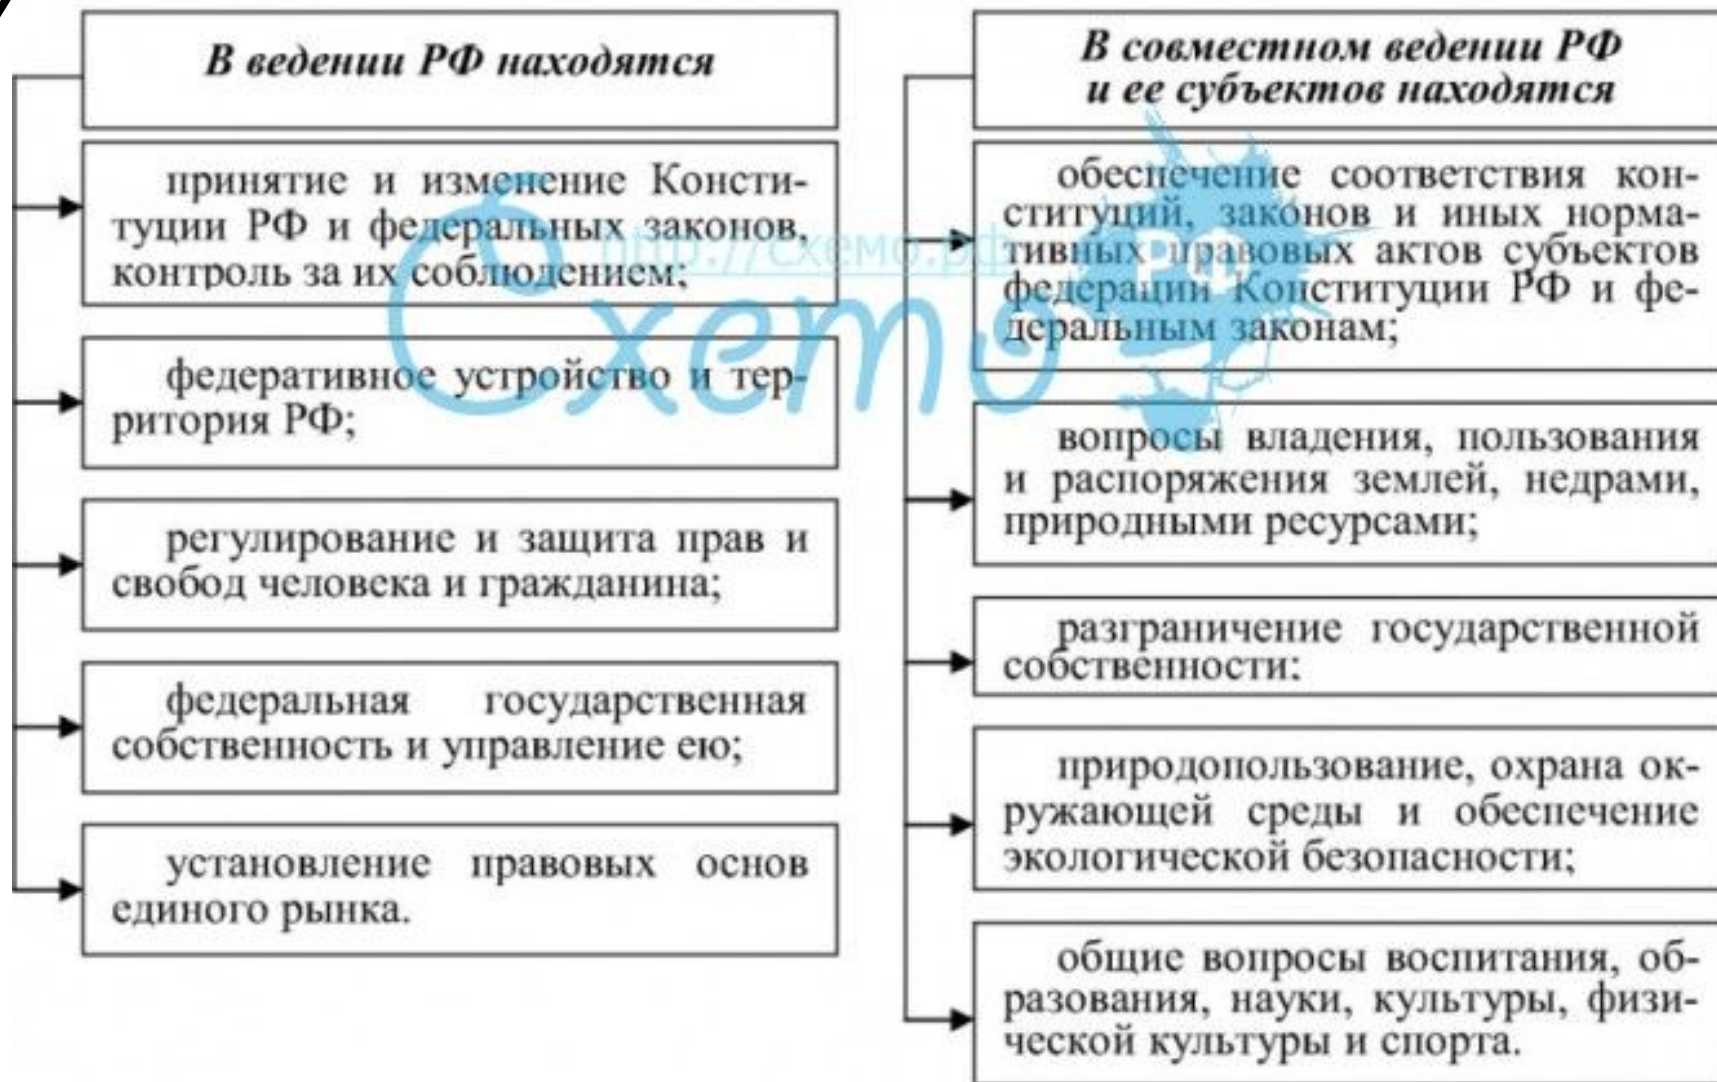 В ведении РФ находятся
принятие и изменение Консти-
туции РФ и федеральных законов,
контроль за их соблюдением;
федеративное устройство и тер-
ритория РФ;
регулирование и защита прав и
свобод человека и гражданина;
федеральная государственная
собственность и управление ею;
установление правовых основ
единого рынка.
В совместном ведении РФ
и ее субъектов находятся
обеспечение соответствия кон-
ституций, законов и иных норма-
тивных правовых актов субъектов
федерации Конституции РФ и фе-
деральным законам;
вопросы владения, пользования
и распоряжения землей, недрами,
природными ресурсами;
разграничение государственной
собственности;
природопользование, охрана ок-
ружающей среды и обеспечение
экологической безопасности;
общие вопросы воспитания, об-
разования, науки, культуры, физи-
ческой культуры и спорта.
http://схемо.рф
Схемо
РФ